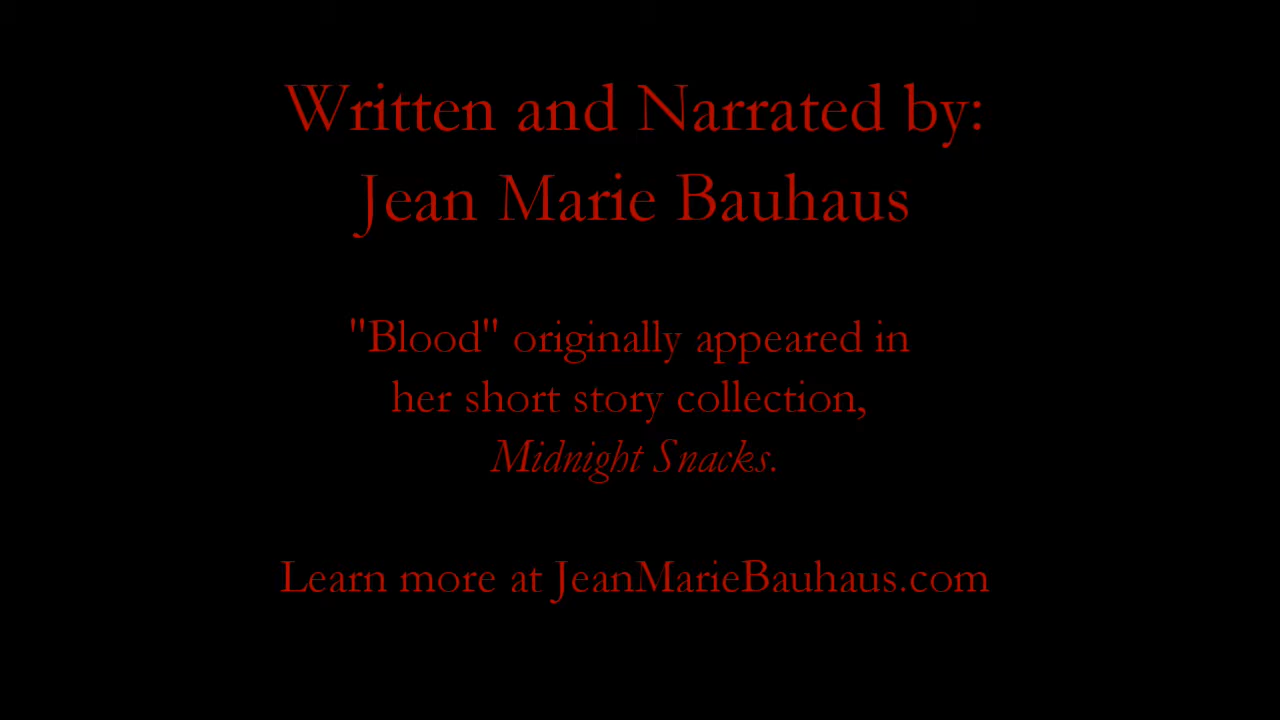 Written and Narrated by:
Jean Marie Bauhaus
"Blood" originally appeared in
her short story collection,
Midnight Snacks.
Learn more at JeanMarieBauhaus.com